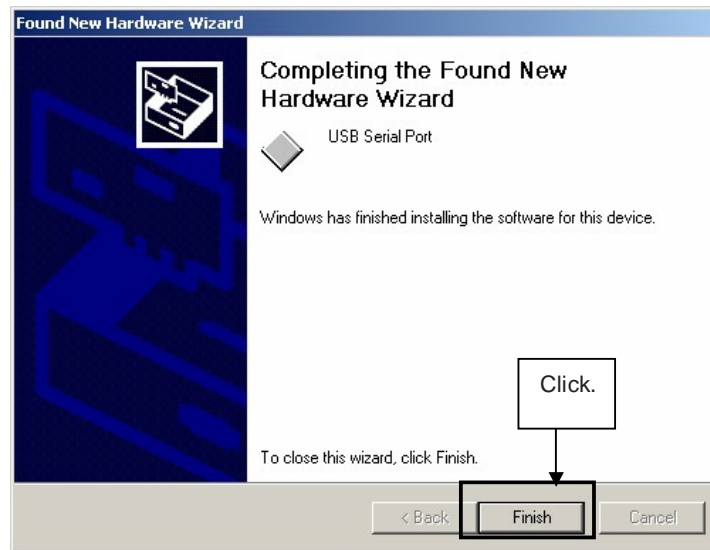 Found New Hardware Wizard
Completing the Found New
Hardware Wizard
USB Serial Port
Windows has finished installing the software for this device.
Click.
To close this wizard, click Finish.
< Back
Finish
Cancel